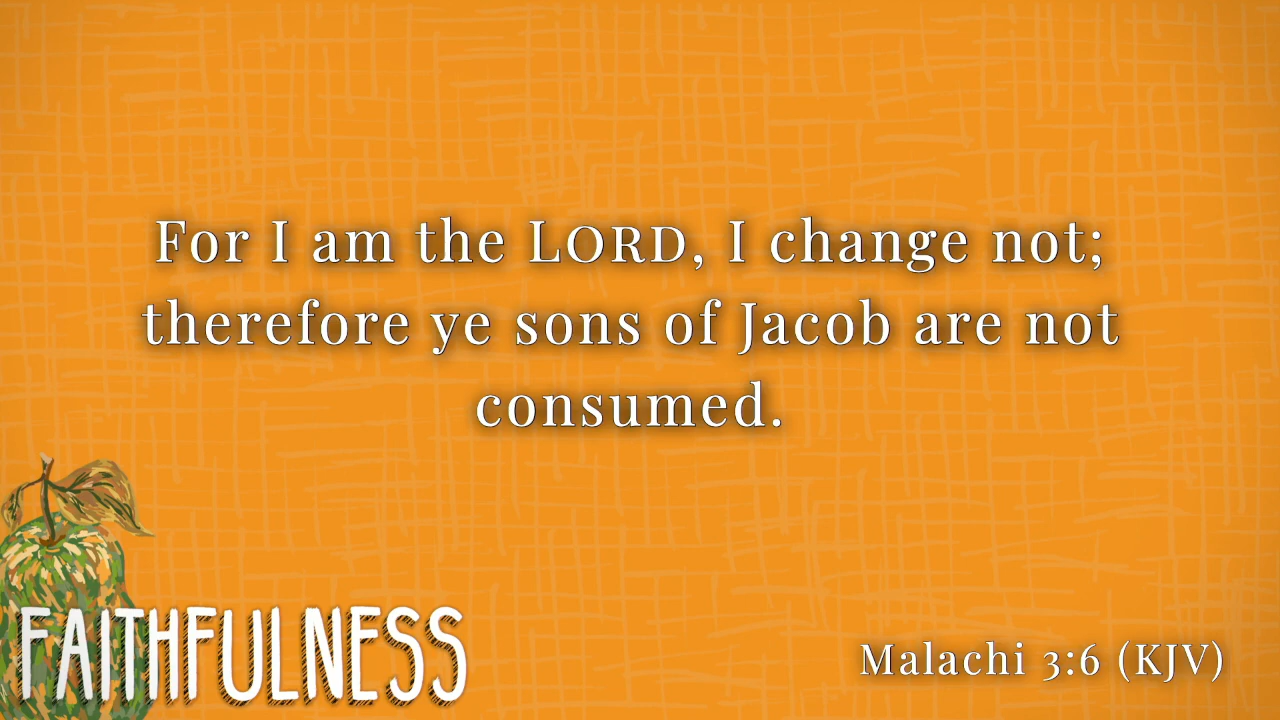 For I am the LORD, I change not;
therefore ye sons of Jacob are not
consumed.
FAITHFULNESS
Malachi 3:6 (KJV)